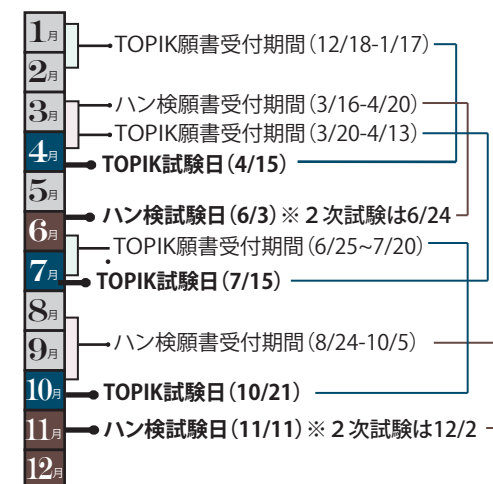 1月
TOPIK願書受付期間（12/18-1/17）
2月
3月
ハン検願書受付期間（3/16-4/20）
TOPIK願書受付期間（3/20-4/13）
4月
TOPIK試験日（4/15）
5月
ハン検試験日（6/3）※２次試験は6/24
6月
TOPIK願書受付期間（6/25~7/20）
7月
TOPIK試験日（7/15）
8月
9月
ハン検願書受付期間（8/24-10/5）
10月
TOPIK試験日（10/21）
11月
ハン検試験日（11/11）※２次試験は12/2
12月